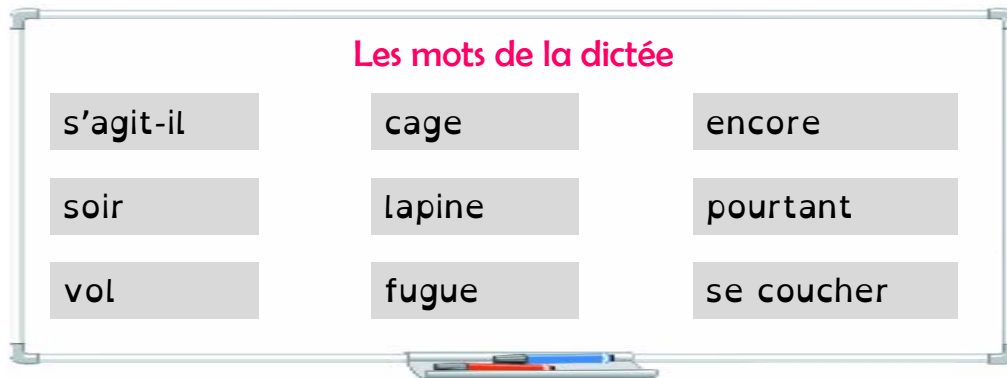 Les mots de la dictée
s'agit-il
cage
encore
soir
lapine
pourtant
vol
fugue
se coucher